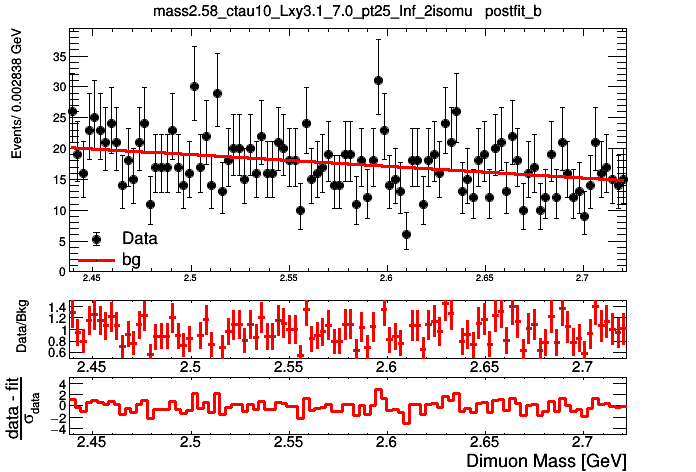 mass2.58_ctau10_Lxy3.1_7.0_pt25_Inf_2isomu postfit_b
Events/ 0.002838 GeV
35
30
25
20
15
10
5
0
Data
bg
2.45 2.5 2.55 2.6 2.65 2.7
Data/Bkg
1.4
1.2
1
0.8
0.6
2.45 2.5 2.55 2.6 2.65 2.7
data - fit
σdata
4
2
0
−2
−4
2.45 2.5 2.55 2.6 2.65 2.7
Dimuon Mass [GeV]